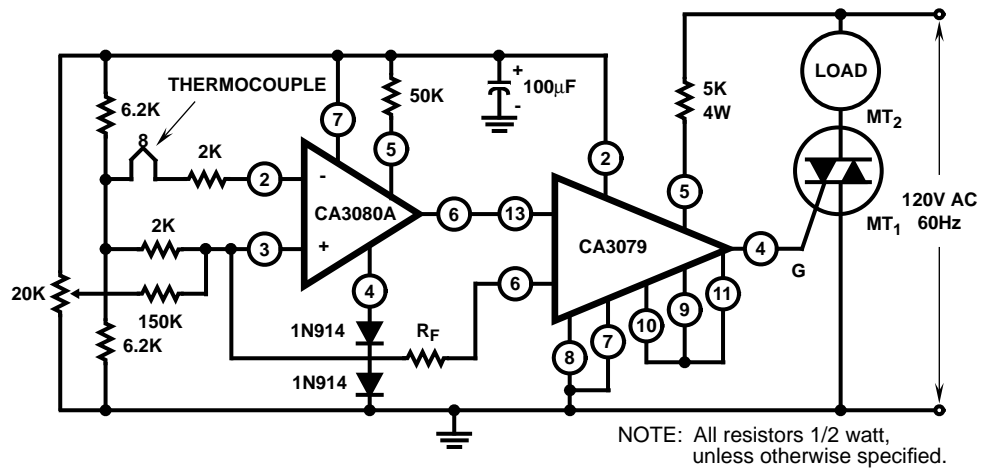 THERMOCOUPLE
6.2K
8
2K
2
7
50K
5
+
100μF
-
2
5K
4W
LOAD
MT2
5
120V AC
60Hz
-
CA3080A
+
6
13
CA3079
4
MT1
G
2K
3
20K
150K
4
6
11
9
10
7
8
1N914
RF
6.2K
1N914
NOTE: All resistors 1/2 watt,
unless otherwise specified.